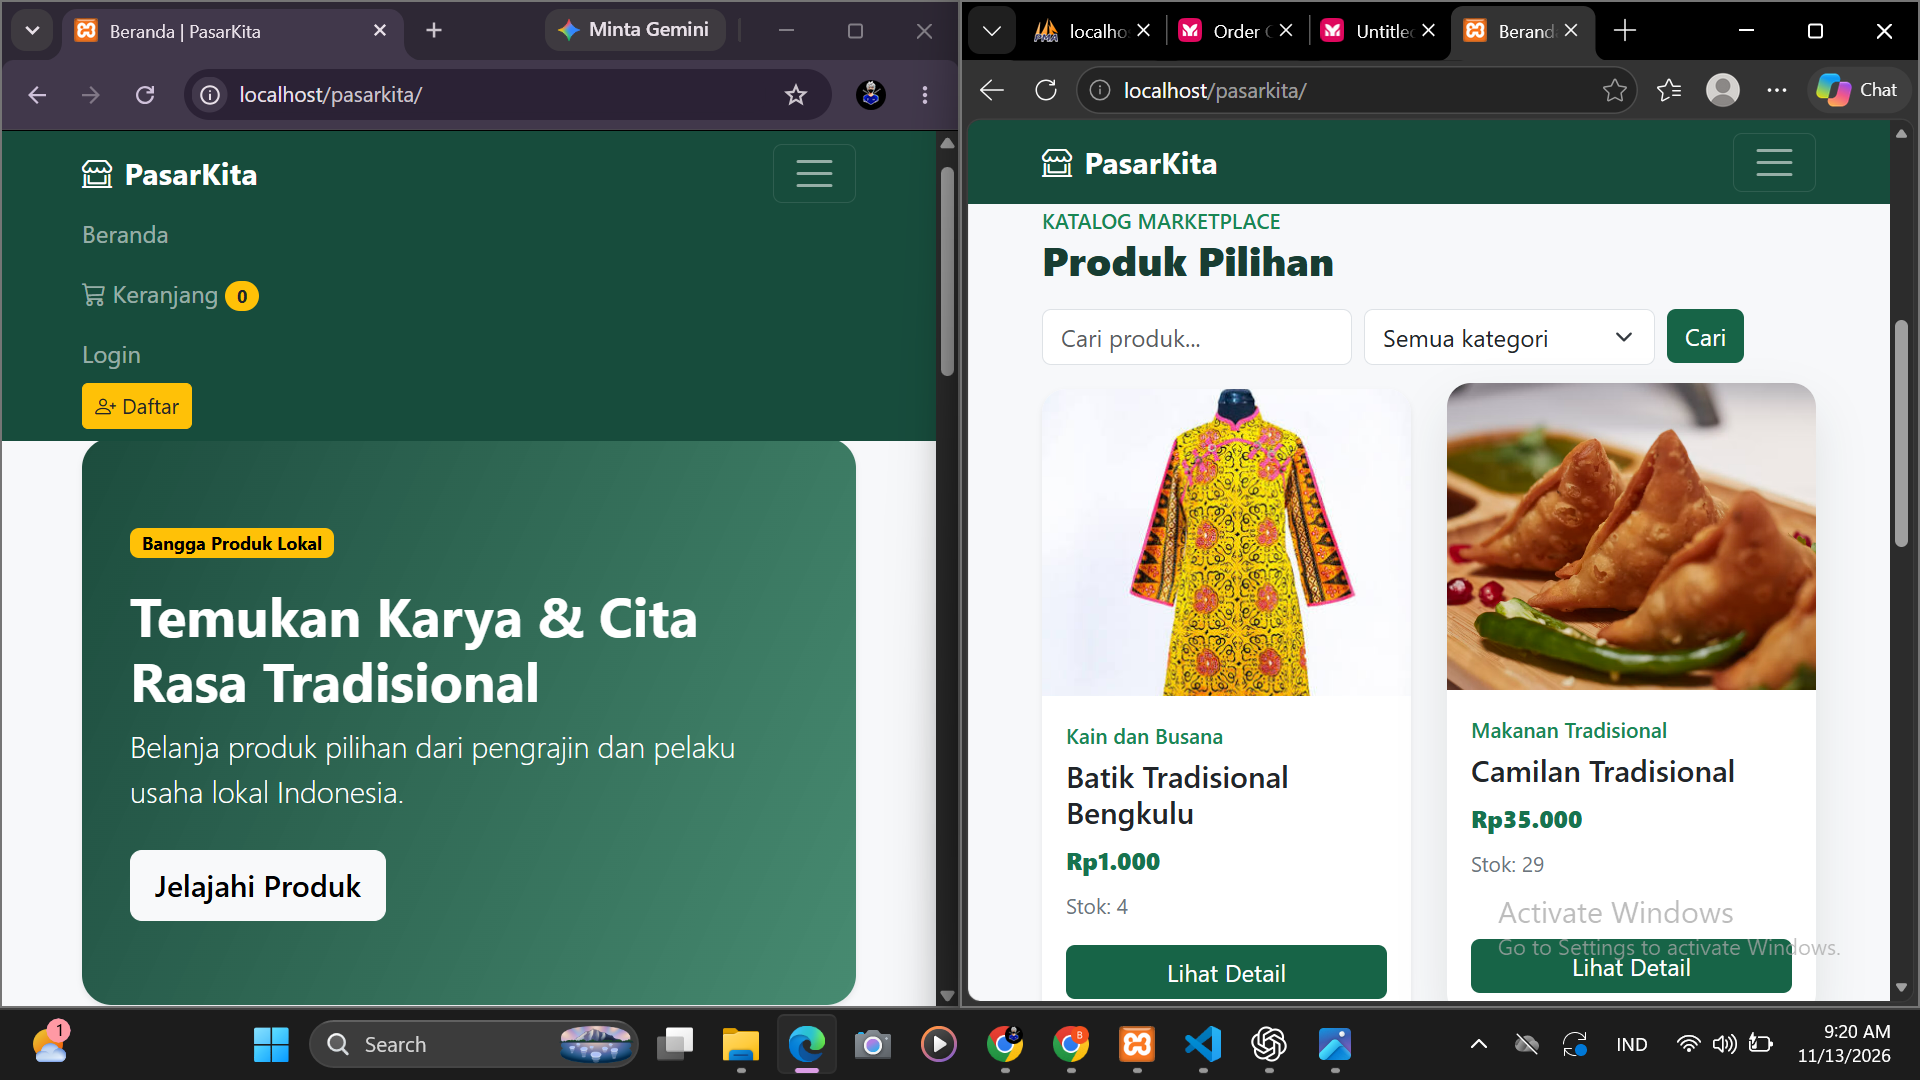 Beranda | PasarKita
Minta Gemini
localhost/pasarkita/
PasarKita
Beranda
Keranjang 0
Login
Daftar
Bangga Produk Lokal
Temukan Karya & Cita
Rasa Tradisional
Belanja produk pilihan dari pengrajin dan pelaku
usaha lokal Indonesia.
Jelajahi Produk
localho
Order
Untitled
Berand
localhost/pasarkita/
Chat
PasarKita
KATALOG MARKETPLACE
Produk Pilihan
Cari produk...
Semua kategori
Cari
Kain dan Busana
Batik Tradisional
Bengkulu
Rp1.000
Stok: 4
Lihat Detail
Makanan Tradisional
Camilan Tradisional
Rp35.000
Stok: 29
Lihat Detail
Activate Windows
Go to Settings to activate Windows.
1
Search
IND
9:20 AM
11/13/2026